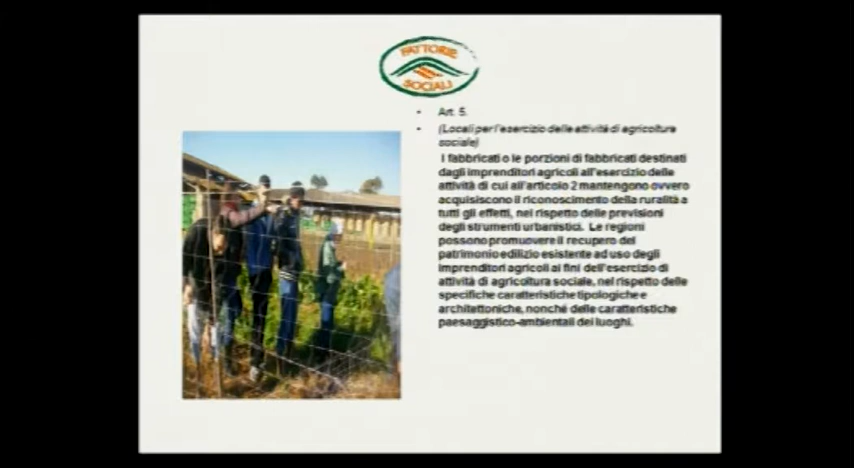 FATTORIE
SOCIALI
Art. 5.
(Locali per l'esercizio delle attività di agricoltura
sociale)
I fabbricati o le porzioni di fabbricati destinati
dagli imprenditori agricoli all'esercizio delle
attività di cui all'articolo 2 mantengono ovvero
acquisiscono il riconoscimento della ruralità a
tutti gli effetti, nel rispetto delle previsioni
degli strumenti urbanistici. Le regioni
possono promuovere il recupero del
patrimonio edilizio esistente ad uso degli
imprenditori agricoli ai fini dell'esercizio di
attività di agricoltura sociale, nel rispetto delle
specifiche caratteristiche tipologiche e
architettoniche, nonché delle caratteristiche
paesaggistico-ambientali dei luoghi.